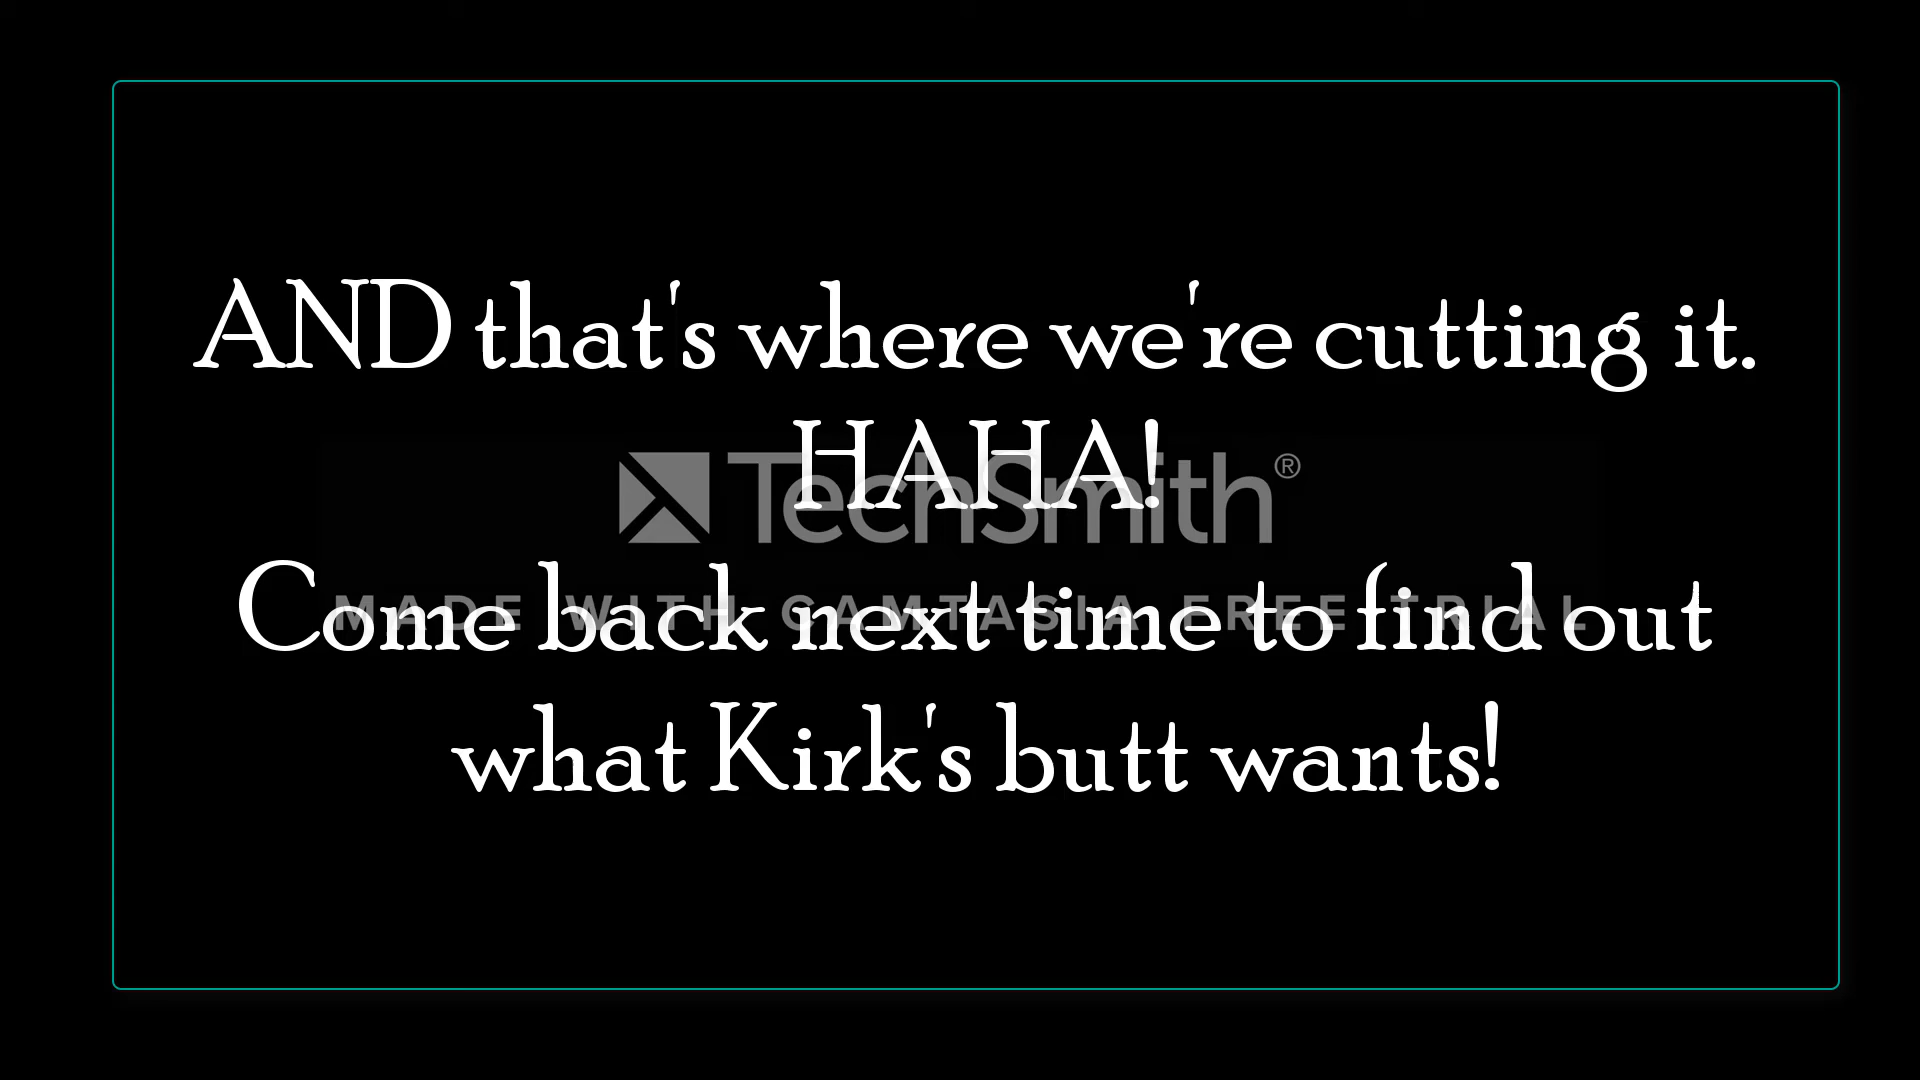 AND that's where we're cutting it.
HAHA!
TechSmith®
Come back next time to find out
MADE WITH CAMTASIA FREE TRIAL
what Kirk's butt wants!